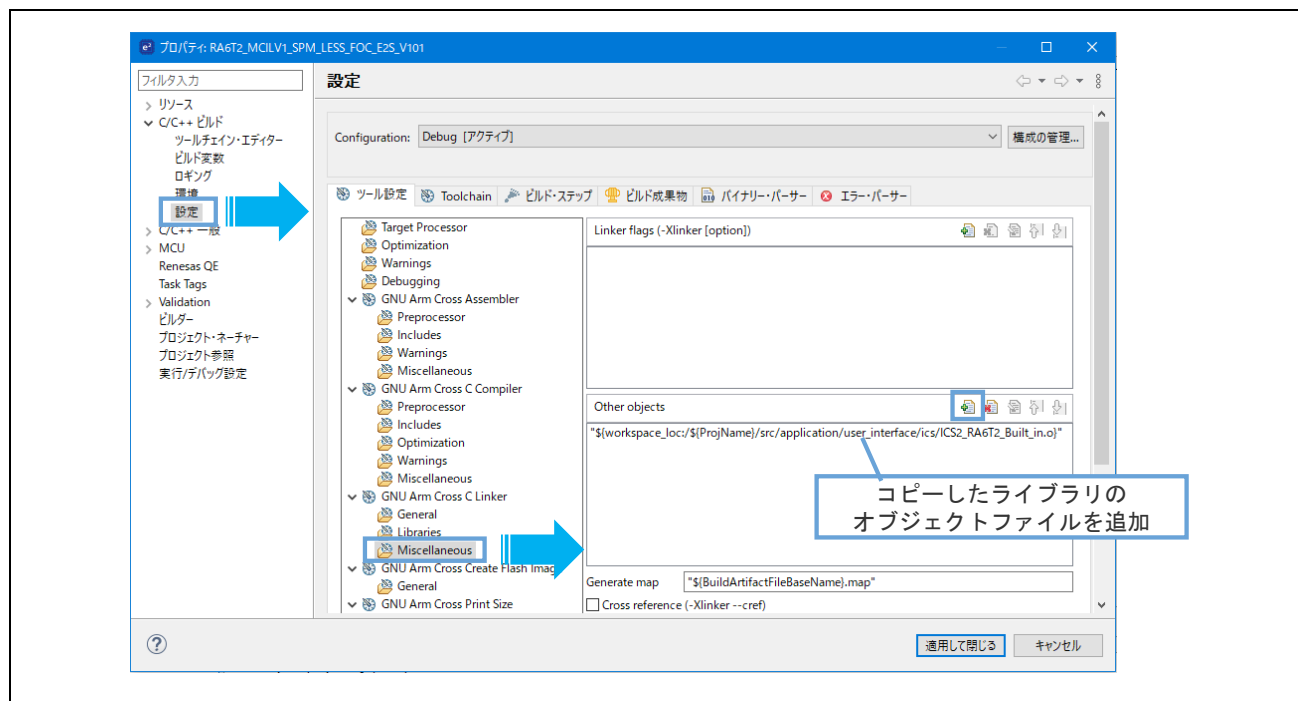 プロパティ: RA6T2_MCILV1_SPM_LESS_FOC_E2S_V101
フィルタ入力
設定
リソース
C/C++ ビルド
ツールチェイン・エディター
ビルド変数
ロギング
環境
設定
C/C++ 一般
MCU
Renesas QE
Task Tags
Validation
ビルダー
プロジェクト・ネーチャー
プロジェクト参照
実行/デバッグ設定
Configuration: Debug [アクティブ]
構成の管理...
ツール設定 Toolchain ビルド・ステップ ビルド成果物 バイナリー・パーサー エラー・パーサー
Target Processor
Optimization
Warnings
Debugging
GNU Arm Cross Assembler
Preprocessor
Includes
Warnings
Miscellaneous
GNU Arm Cross C Compiler
Preprocessor
Includes
Optimization
Warnings
Miscellaneous
GNU Arm Cross C Linker
General
Libraries
Miscellaneous
GNU Arm Cross Create Flash Imag
General
GNU Arm Cross Print Size
Linker flags (-Xlinker [option])
Other objects
"${workspace_loc:/${ProjName}/src/application/user_interface/ics/ICS2_RA6T2_Built_in.o}"
コピーしたライブラリの
オブジェクトファイルを追加
Generate map "${BuildArtifactFileBaseName}.map"
Cross reference (-Xlinker --cref)
適用して閉じる キャンセル